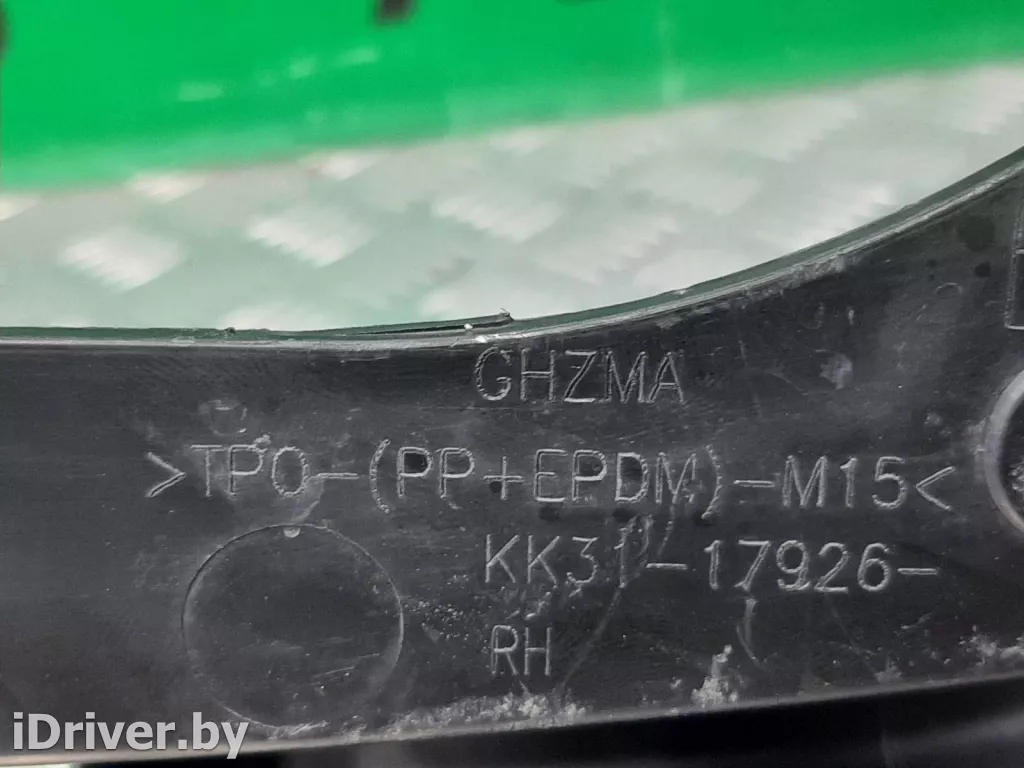 GHZMA
>TPO-(PP+EPDM)-M15<
KK31-17926-
RH
iDriver.by